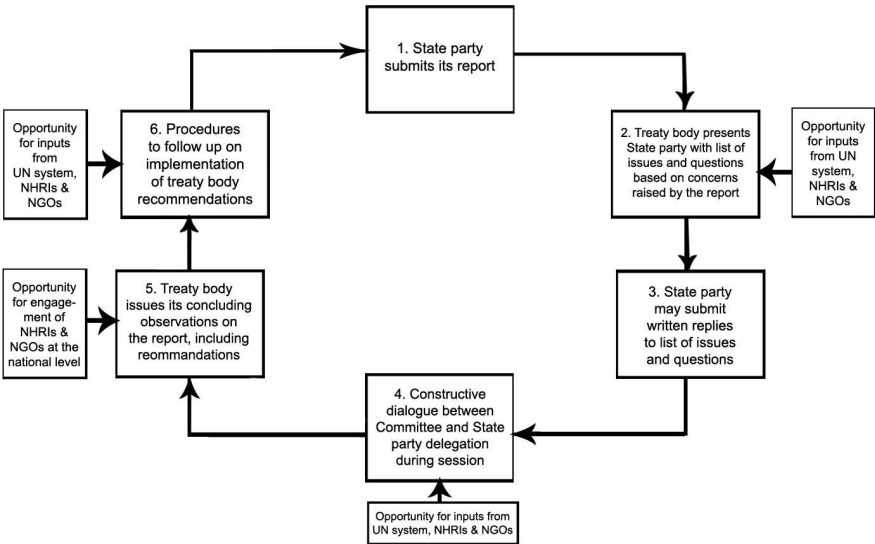 1. State party
submits its report
2. Treaty body presents
State party with list of
issues and questions
based on concerns
raised by the report
Opportunity
for inputs
from UN
system,
NHRIs &
NGOs
3. State party
may submit
written replies
to list of issues
and questions
4. Constructive
dialogue between
Committee and State
party delegation
during session
Opportunity for inputs from
UN system, NHRIs & NGOs
5. Treaty body
issues its concluding
observations on
the report, including
reommandations
Opportunity
for engage-
ment of
NHRIs &
NGOs at the
national level
6. Procedures
to follow up on
implementation
of treaty body
recommendations
Opportunity
for inputs
from
UN system,
NHRIs &
NGOs